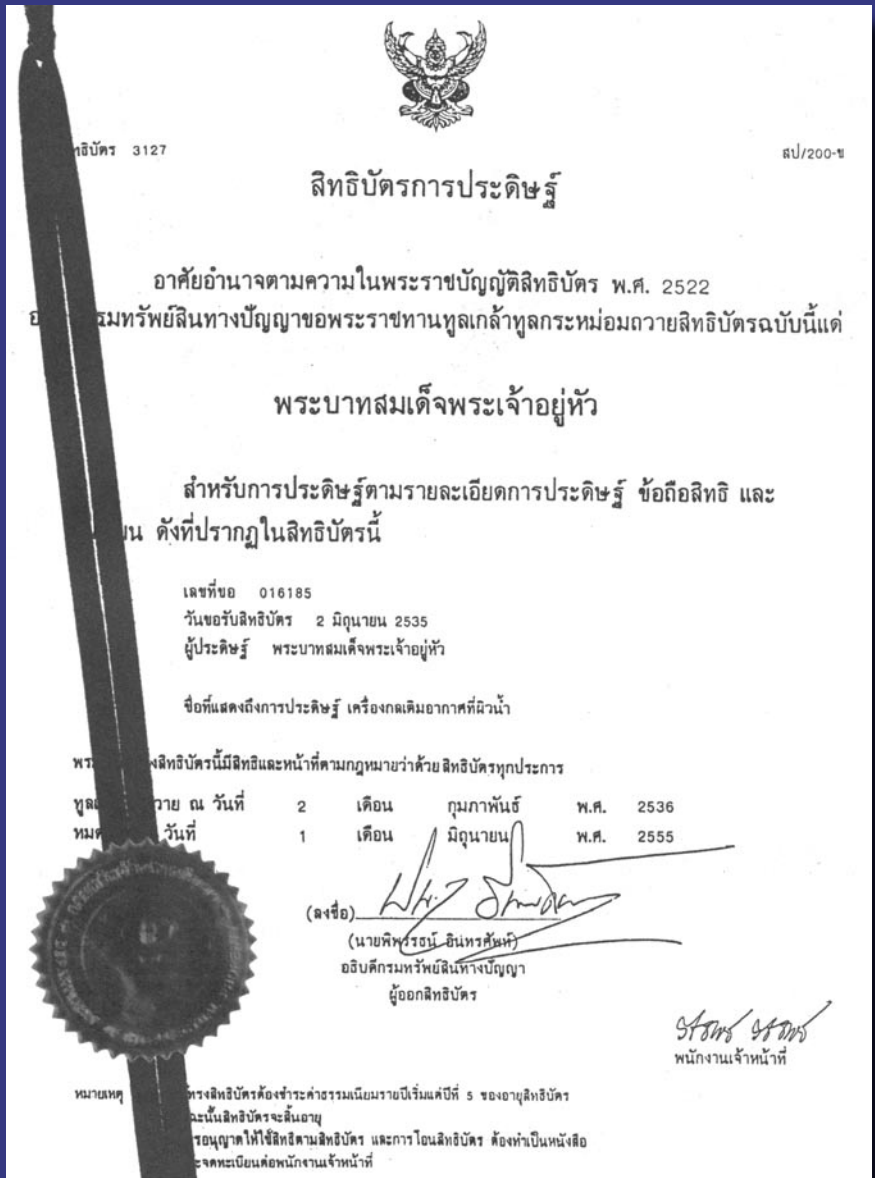 สิทธิบัตร 3127
สป/200-ข
สิทธิบัตรการประดิษฐ์
อาศัยอำนาจตามความในพระราชบัญญัติสิทธิบัตร พ.ศ. 2522
กรมทรัพย์สินทางปัญญาขอพระราชทานทูลเกล้าทูลกระหม่อมถวายสิทธิบัตรฉบับนี้แด่
พระบาทสมเด็จพระเจ้าอยู่หัว
สำหรับการประดิษฐ์ตามรายละเอียดการประดิษฐ์ ข้อถือสิทธิ และ
ดังที่ปรากฏในสิทธิบัตรนี้
เลขที่ขอ 016185
วันขอรับสิทธิบัตร 2 มิถุนายน 2535
ผู้ประดิษฐ์ พระบาทสมเด็จพระเจ้าอยู่หัว
ชื่อที่แสดงถึงการประดิษฐ์ เครื่องกลเติมอากาศที่ผิวน้ำ
สิทธิบัตรนี้มีสิทธิและหน้าที่ตามกฎหมายว่าด้วยสิทธิบัตรทุกประการ
ณ วันที่ 2 เดือน กุมภาพันธ์ พ.ศ. 2536
วันที่ 1 เดือน มิถุนายน พ.ศ. 2555
(ลงชื่อ)
(นายพิพรรธน์ อินทรศัพท์)
อธิบดีกรมทรัพย์สินทางปัญญา
ผู้ออกสิทธิบัตร
พนักงานเจ้าหน้าที่
หมายเหตุ ทรงสิทธิบัตรต้องชำระค่าธรรมเนียมรายปีเริ่มแต่ปีที่ 5 ของอายุสิทธิบัตร
สิทธิบัตรจะสิ้นอายุ
อนุญาตให้ใช้สิทธิตามสิทธิบัตร และการโอนสิทธิบัตร ต้องทำเป็นหนังสือ
จดทะเบียนต่อพนักงานเจ้าหน้าที่